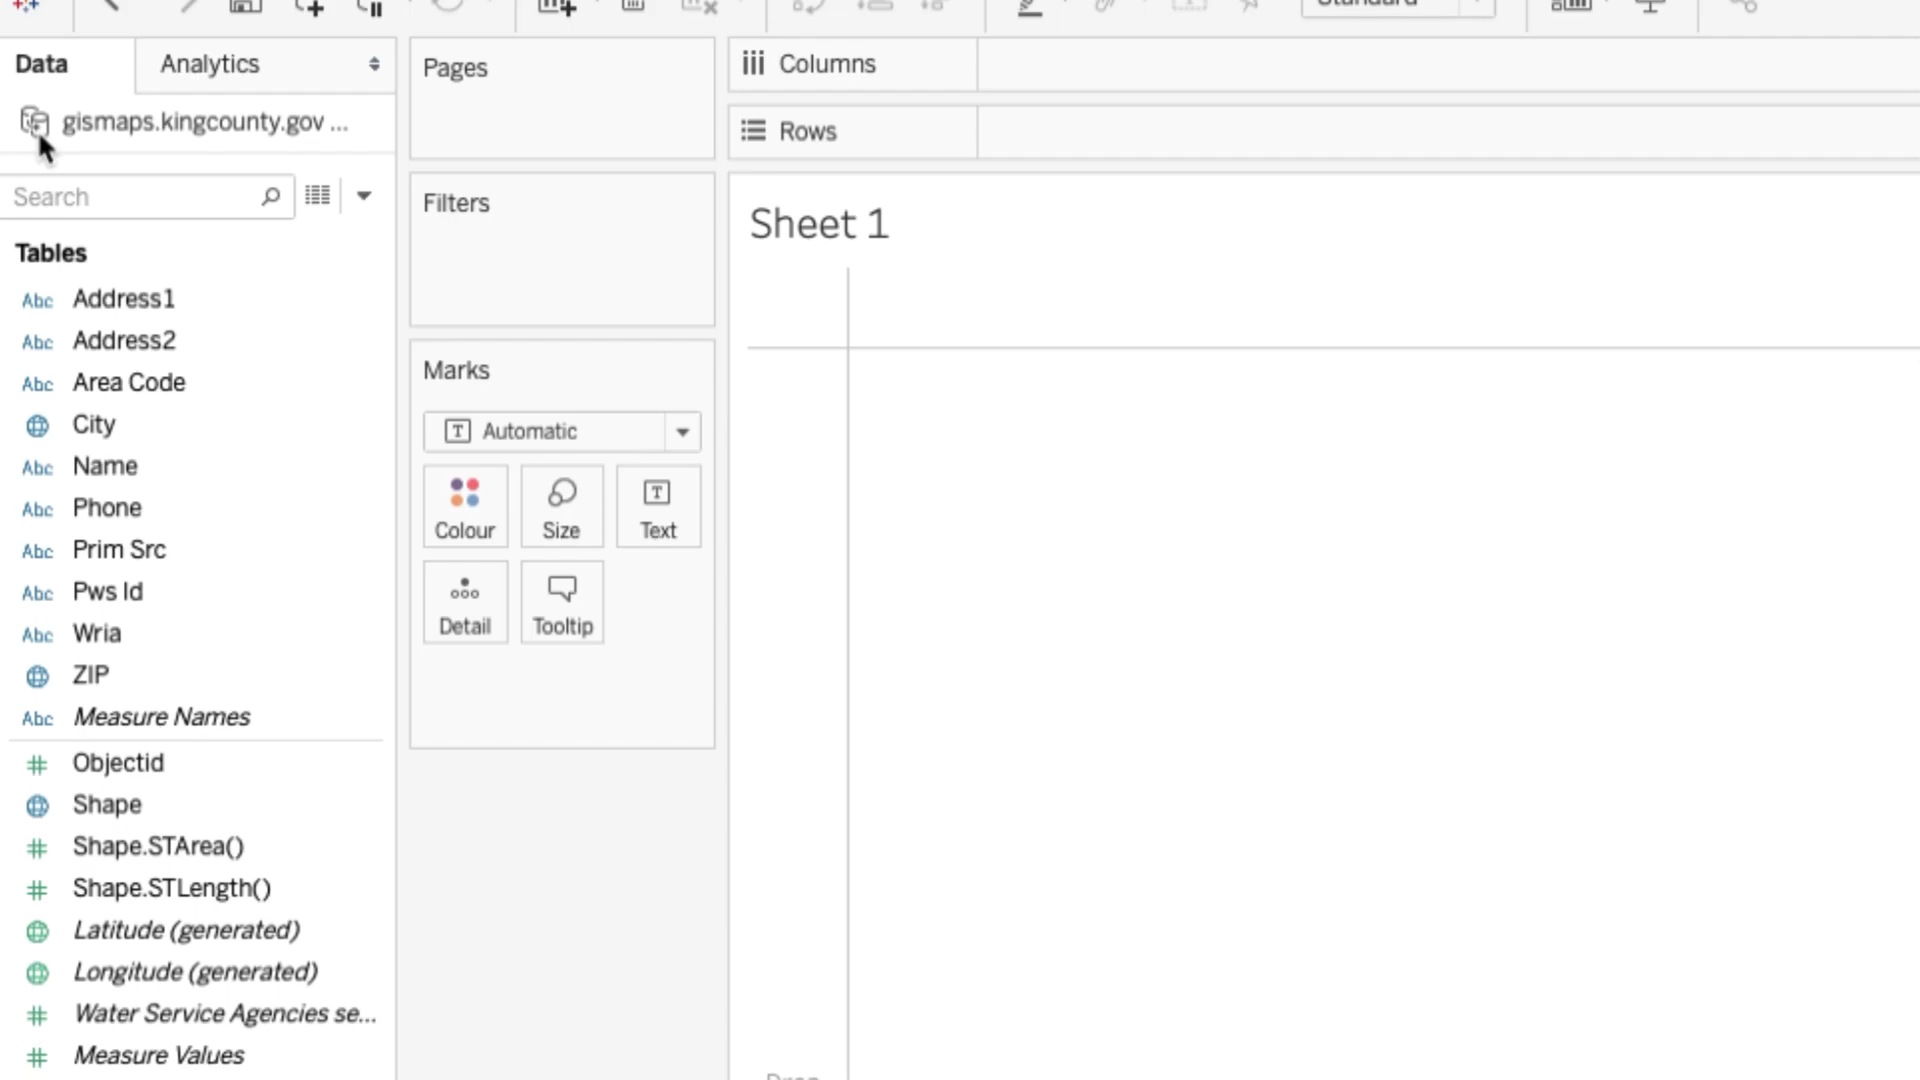 Standard
Data
Analytics
gismaps.kingcounty.gov ...
Search
Tables
Abc Address1
Abc Address2
Abc Area Code
City
Abc Name
Abc Phone
Abc Prim Src
Abc Pws Id
Abc Wria
ZIP
Abc Measure Names
Objectid
Shape
Shape.STArea()
Shape.STLength()
Latitude (generated)
Longitude (generated)
Water Service Agencies se...
Measure Values
Pages
Filters
Marks
T Automatic
Colour
Size
T
Text
Detail
Tooltip
Columns
Rows
Sheet 1
Drop